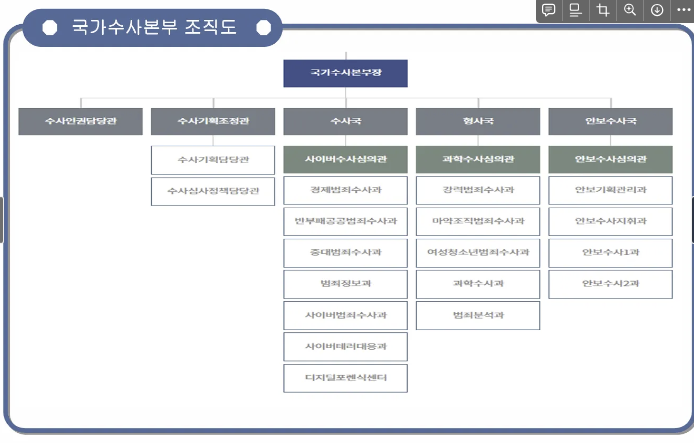 국가수사본부 조직도
국가수사본부장
수사인권담당관
수사기획조정관
수사국
형사국
안보수사국
수사기획담당관
수사심사정책담당관
사이버수사심의관
경제범죄수사과
반부패공공범죄수사과
중대범죄수사과
범죄정보과
사이버범죄수사과
사이버테러대응과
디지털포렌식센터
과학수사심의관
강력범죄수사과
마약조직범죄수사과
여성청소년범죄수사과
과학수사과
범죄분석과
안보수사심의관
안보기획관리과
안보수사지휘과
안보수사1과
안보수사2과